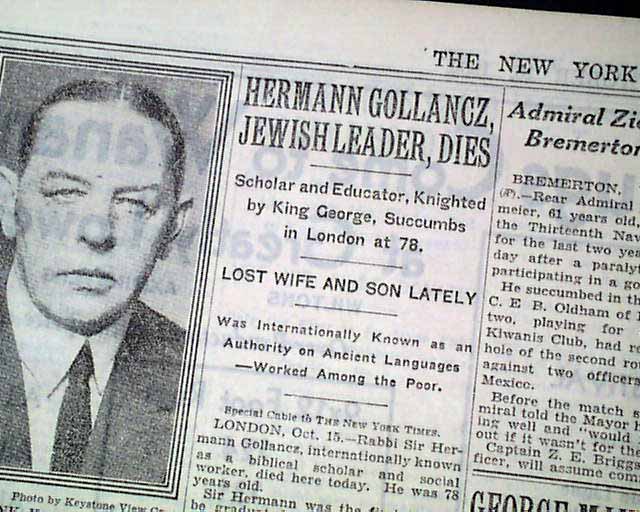 THE NEW YORK
HERMANN GOLLANCZ,
JEWISH LEADER, DIES
Scholar and Educator, Knighted
by King George, Succumbs
in London at 78.
LOST WIFE AND SON LATELY
Was Internationally Known as an
Authority on Ancient Languages
—Worked Among the Poor.
Special Cable to THE NEW YORK TIMES.
LONDON, Oct. 15.—Rabbi Sir Her-
mann Gollancz, internationally known
as a biblical scholar and social
worker, died here today. He was 78
years old.
Sir Hermann was the
Photo by Keystone View
Admiral
Bremerton
BREMERTON,
(AP).—Rear Admiral
meier, 61 years old,
the Thirteenth
for the last two
day after a
participating in a
He succumbed in the
C. E. B. Oldham of
two, playing for
Kiwanis Club, had
hole of the second
against two
Mexico.
Before the match
miral told the Mayor
ing well and "would
out if it wasn't for the
Captain Z. E.
ficer, will assume
GEORGE